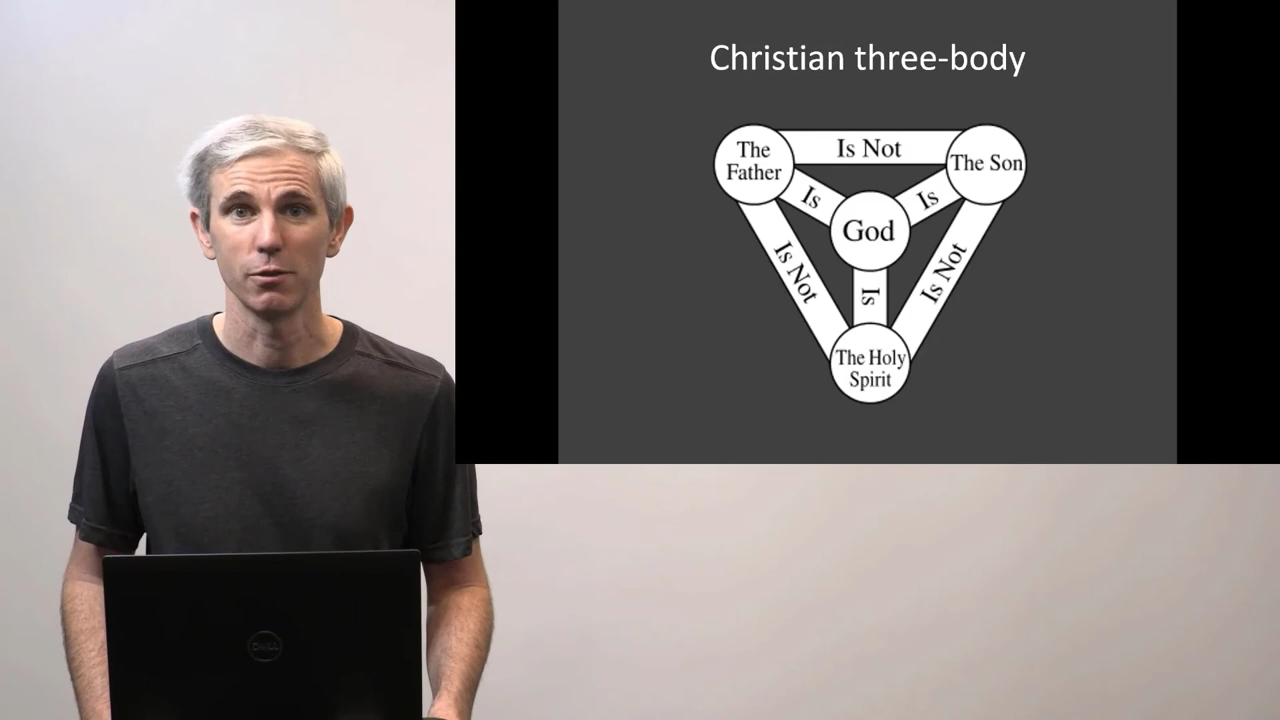 Christian three-body
The
Father
Is Not
The Son
Is
Is
God
Is Not
Is
Is Not
The Holy
Spirit
DELL